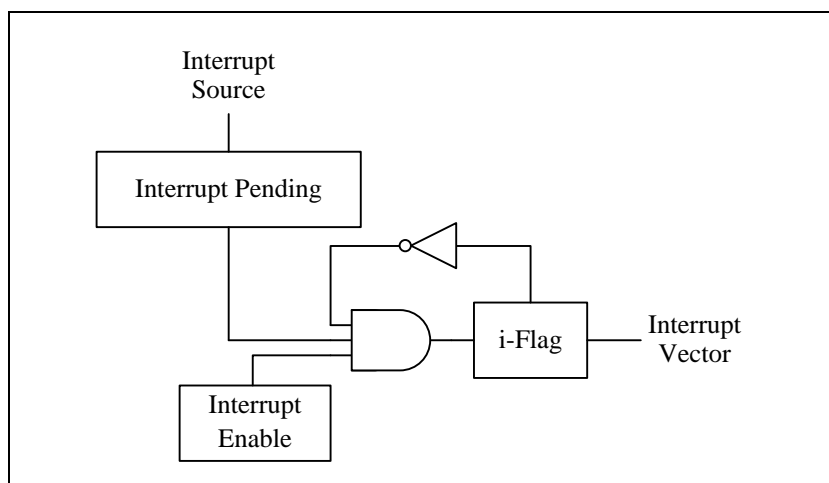 Interrupt
Source
Interrupt Pending
i-Flag
Interrupt
Vector
Interrupt
Enable